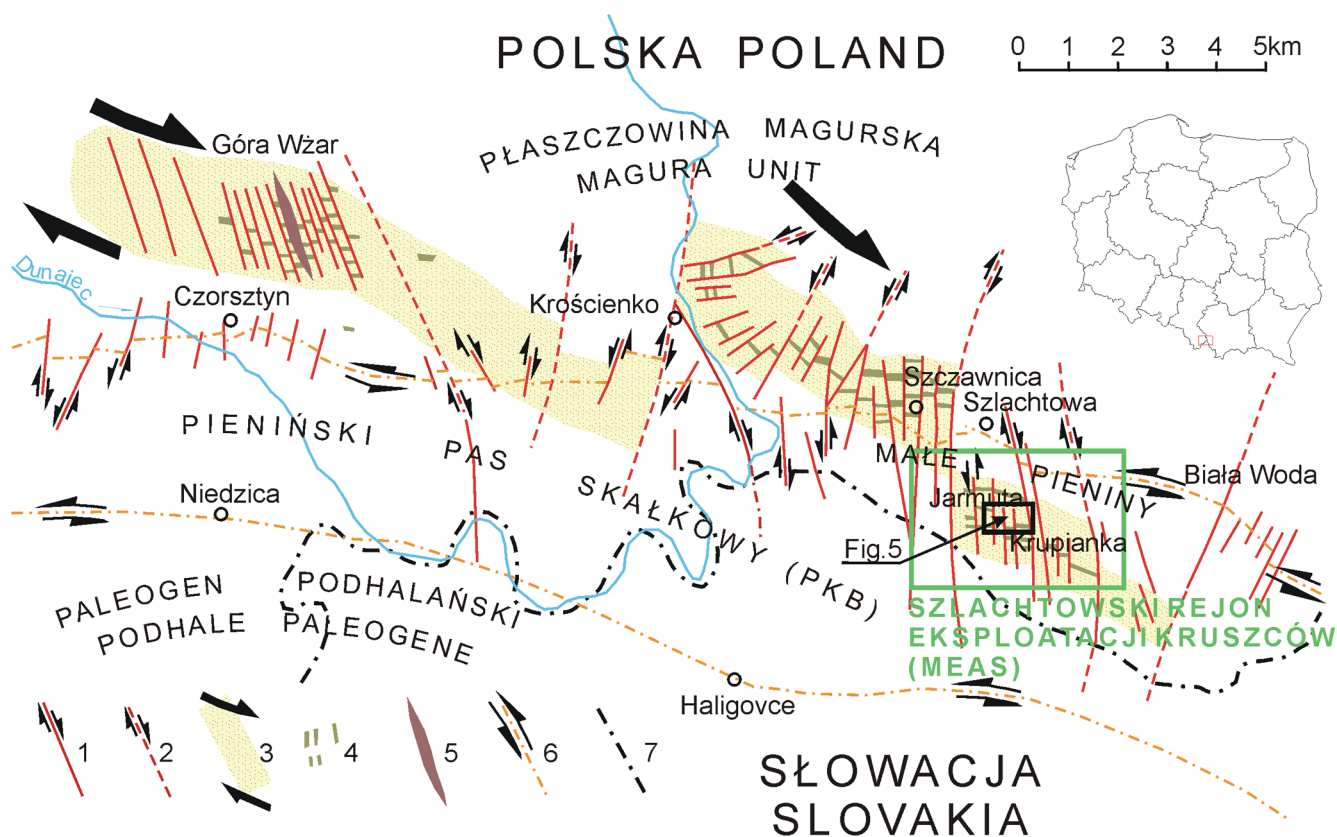 POLSKA POLAND
0 1 2 3 4 5km
PŁASZCZOWINA MAGURSKA
MAGURA UNIT
Góra Wżar
Dunajec
Czorsztyn
Krościenko
Szczawnica
Szlachtowa
PIENIŃSKI PAS SKAŁKOWY (PKB)
MAŁE PIENINY
Biała Woda
Jarmuta
Niedzica
Fig.5
Krupianka
PALEOGEN PODHALAŃSKI
PODHALE PALEOGENE
SZLACHTOWSKI REJON
EKSPLOATACJI KRUSZCÓW
(MEAS)
Haligovce
1 2 3 4 5 6 7
SŁOWACJA
SLOVAKIA